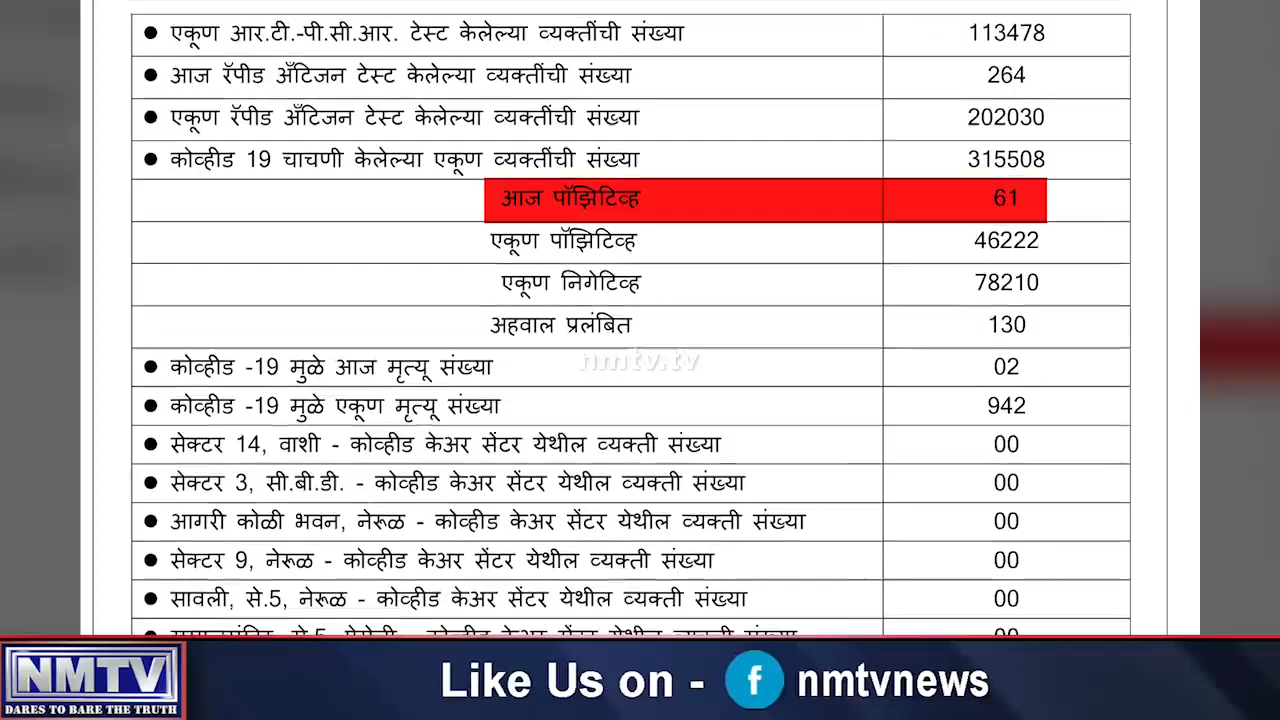 ● एकूण आर.टी.-पी.सी.आर. टेस्ट केलेल्या व्यक्तींची संख्या 113478
● आज रॅपीड अँटिजन टेस्ट केलेल्या व्यक्तींची संख्या 264
● एकूण रॅपीड अँटिजन टेस्ट केलेल्या व्यक्तींची संख्या 202030
● कोव्हीड 19 चाचणी केलेल्या एकूण व्यक्तींची संख्या 315508
आज पॉझिटिव्ह 61
एकूण पॉझिटिव्ह 46222
एकूण निगेटिव्ह 78210
अहवाल प्रलंबित 130
nmtv.tv
● कोव्हीड -19 मुळे आज मृत्यू संख्या 02
● कोव्हीड -19 मुळे एकूण मृत्यू संख्या 942
● सेक्टर 14, वाशी - कोव्हीड केअर सेंटर येथील व्यक्ती संख्या 00
● सेक्टर 3, सी.बी.डी. - कोव्हीड केअर सेंटर येथील व्यक्ती संख्या 00
● आगरी कोळी भवन, नेरूळ - कोव्हीड केअर सेंटर येथील व्यक्ती संख्या 00
● सेक्टर 9, नेरूळ - कोव्हीड केअर सेंटर येथील व्यक्ती संख्या 00
● सावली, से.5, नेरूळ - कोव्हीड केअर सेंटर येथील व्यक्ती संख्या 00
NMTV
DARES TO BARE THE TRUTH
Like Us on - f nmtvnews